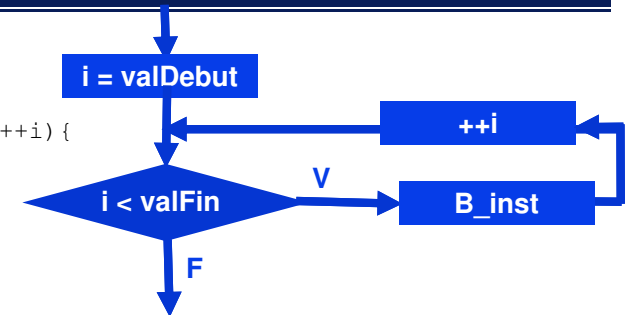 i = valDebut
++i){
++i
i < valFin
V
B_inst
F